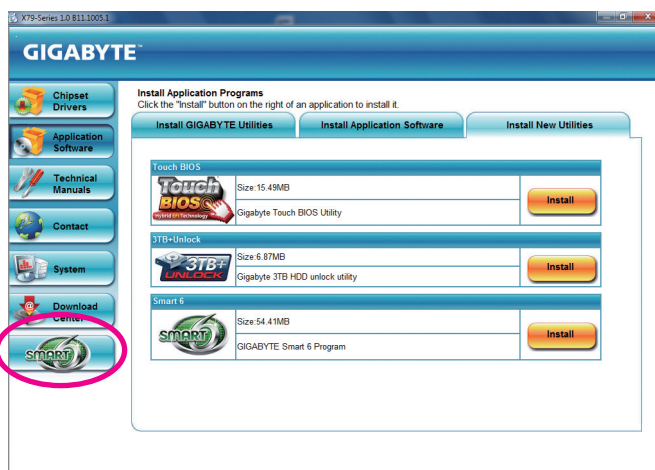 X79-Series 1.0 B11.1005.1
GIGABYTE™
Chipset
Drivers
Application
Software
Technical
Manuals
Contact
System
Download
Center
SMART6
Install Application Programs
Click the "Install" button on the right of an application to install it.
Install GIGABYTE Utilities
Install Application Software
Install New Utilities
Touch BIOS
Touch
BIOS
Hybrid EFI Technology
Size:15.49MB
Gigabyte Touch BIOS Utility
Install
3TB+Unlock
3TB+
UNLOCK
Size:6.87MB
Gigabyte 3TB HDD unlock utility
Install
Smart 6
SMART6
Size:54.41MB
GIGABYTE Smart 6 Program
Install